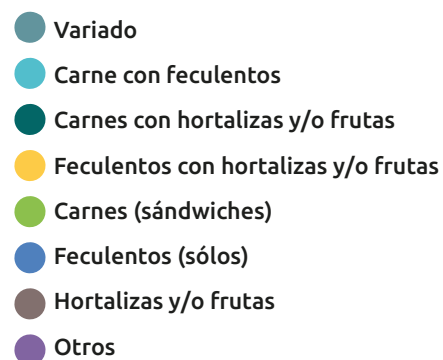 Variado
Carne con feculentos
Carnes con hortalizas y/o frutas
Feculentos con hortalizas y/o frutas
Carnes (sándwiches)
Feculentos (sólos)
Hortalizas y/o frutas
Otros